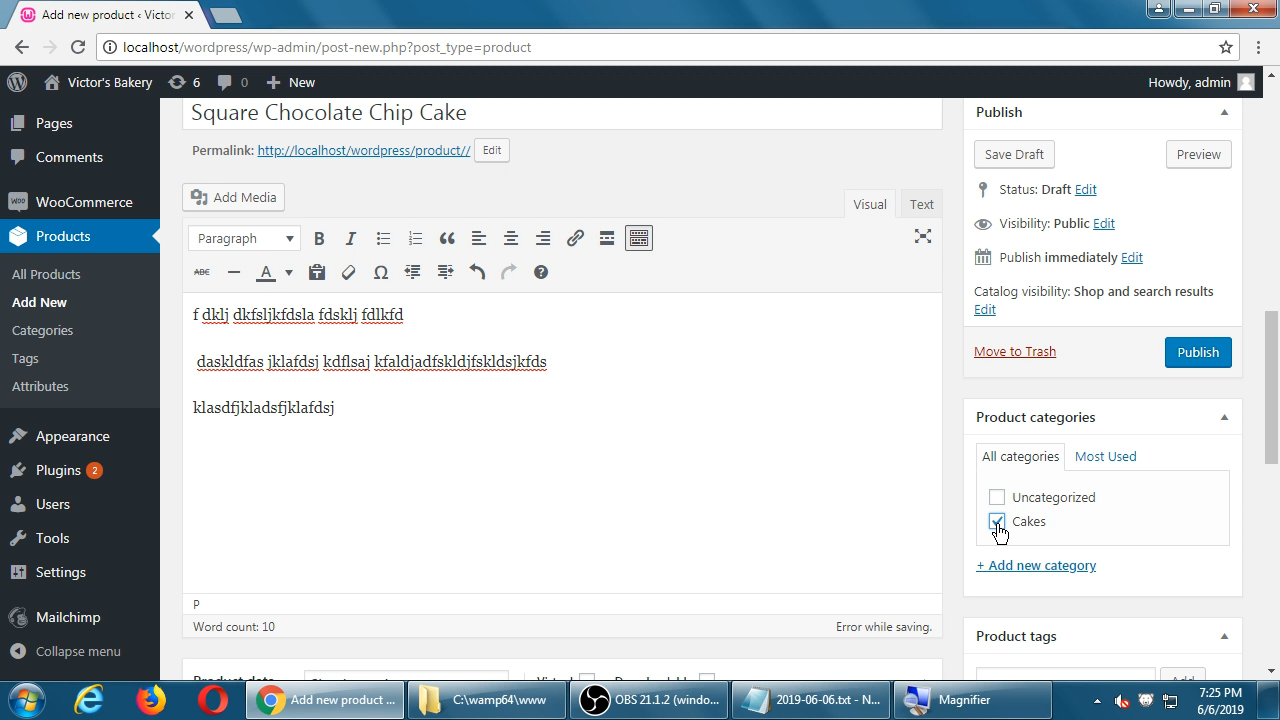 Add new product ‹ Victor
localhost/wordpress/wp-admin/post-new.php?post_type=product
Victor's Bakery 6 0 New Howdy, admin
Pages
Comments
WooCommerce
Products
All Products
Add New
Categories
Tags
Attributes
Appearance
Plugins 2
Users
Tools
Settings
Mailchimp
Collapse menu
Square Chocolate Chip Cake
Permalink: http://localhost/wordpress/product// Edit
Add Media
Visual Text
Paragraph
B I
ABC A
f dklj dkfsljkfdsla fdsklj fdlkfd
daskldfas jklafdsj kdflsaj kfaldjadfskldjfskldsjkfds
klasdfjkladsfjklafdsj
P
Word count: 10 Error while saving.
Publish
Save Draft Preview
Status: Draft Edit
Visibility: Public Edit
Publish immediately Edit
Catalog visibility: Shop and search results
Edit
Move to Trash Publish
Product categories
All categories Most Used
Uncategorized
Cakes
+ Add new category
Product tags
Add new product ... C:\wamp64\www OBS 21.1.2 (windo... 2019-06-06.txt - N... Magnifier
7:25 PM
6/6/2019